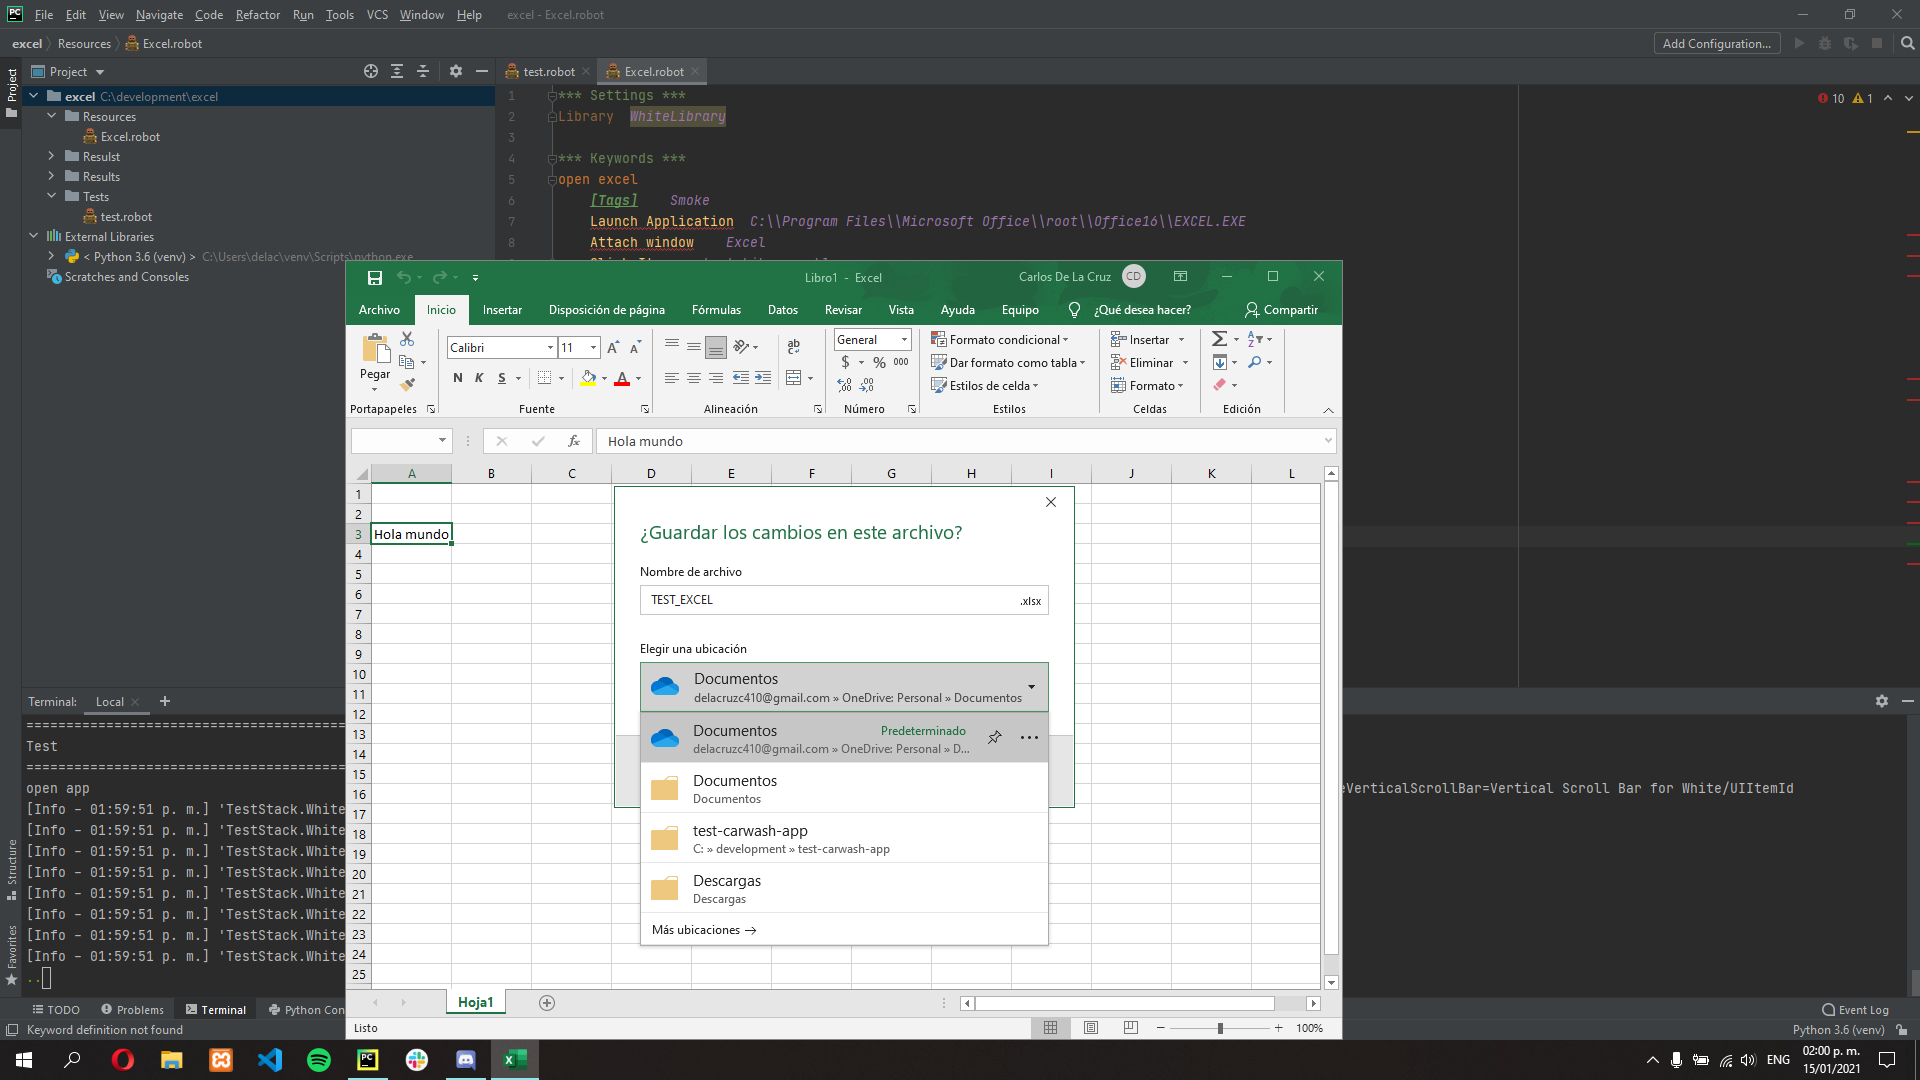 PC File Edit View Navigate Code Refactor Run Tools VCS Window Help excel - Excel.robot
excel Resources Excel.robot Add Configuration...
Project
Project test.robot Excel.robot
excel C:\development\excel
Resources
Excel.robot
Resulst
Results
Tests
test.robot
External Libraries
< Python 3.6 (venv) > C:\Users\delac\venv\Scripts\python.exe
Scratches and Consoles
10 1
1 *** Settings ***
2 Library WhiteLibrary
3
4 *** Keywords ***
5 open excel
6 [Tags] Smoke
7 Launch Application C:\\Program Files\\Microsoft Office\\root\\Office16\\EXCEL.EXE
8 Attach window Excel
Libro1 - Excel Carlos De La Cruz CD
Archivo Inicio Insertar Disposición de página Fórmulas Datos Revisar Vista Ayuda Equipo ¿Qué desea hacer? Compartir
Pegar
Calibri 11
N K S
ab
General
$ % 000
Formato condicional
Dar formato como tabla
Estilos de celda
Insertar
Eliminar
Formato
Portapapeles Fuente Alineación Número Estilos Celdas Edición
fx Hola mundo
A B C D E F G H I J K L
1
2
3 Hola mundo
4
5
6
7
8
9
10
11
12
13
14
15
16
17
18
19
20
21
22
23
24
25
¿Guardar los cambios en este archivo?
Nombre de archivo
TEST_EXCEL .xlsx
Elegir una ubicación
Documentos
delacruzc410@gmail.com » OneDrive: Personal » Documentos
Documentos Predeterminado
delacruzc410@gmail.com » OneDrive: Personal » D...
Documentos
Documentos
test-carwash-app
C: » development » test-carwash-app
Descargas
Descargas
Más ubicaciones →
Hoja1
Listo 100%
Terminal: Local
==========================================
Test
==========================================
open app
[Info - 01:59:51 p. m.] 'TestStack.White
[Info - 01:59:51 p. m.] 'TestStack.White
[Info - 01:59:51 p. m.] 'TestStack.White
[Info - 01:59:51 p. m.] 'TestStack.White
[Info - 01:59:51 p. m.] 'TestStack.White
[Info - 01:59:51 p. m.] 'TestStack.White
[Info - 01:59:51 p. m.] 'TestStack.White
[Info - 01:59:51 p. m.] 'TestStack.White
..
eVerticalScrollBar=Vertical Scroll Bar for White/UIItemId
Structure
Favorites
TODO Problems Terminal Python Con Event Log
Keyword definition not found Python 3.6 (venv)
PC ENG 02:00 p. m.
15/01/2021